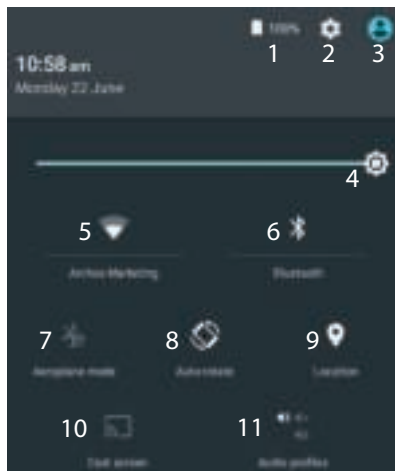 100%
1 2 3
10:58 am
Monday 22 June
4
5 6
Archos Marketing Bluetooth
7 8 9
Aeroplane mode Auto-rotate Location
10 11
Cast screen Audio profiles